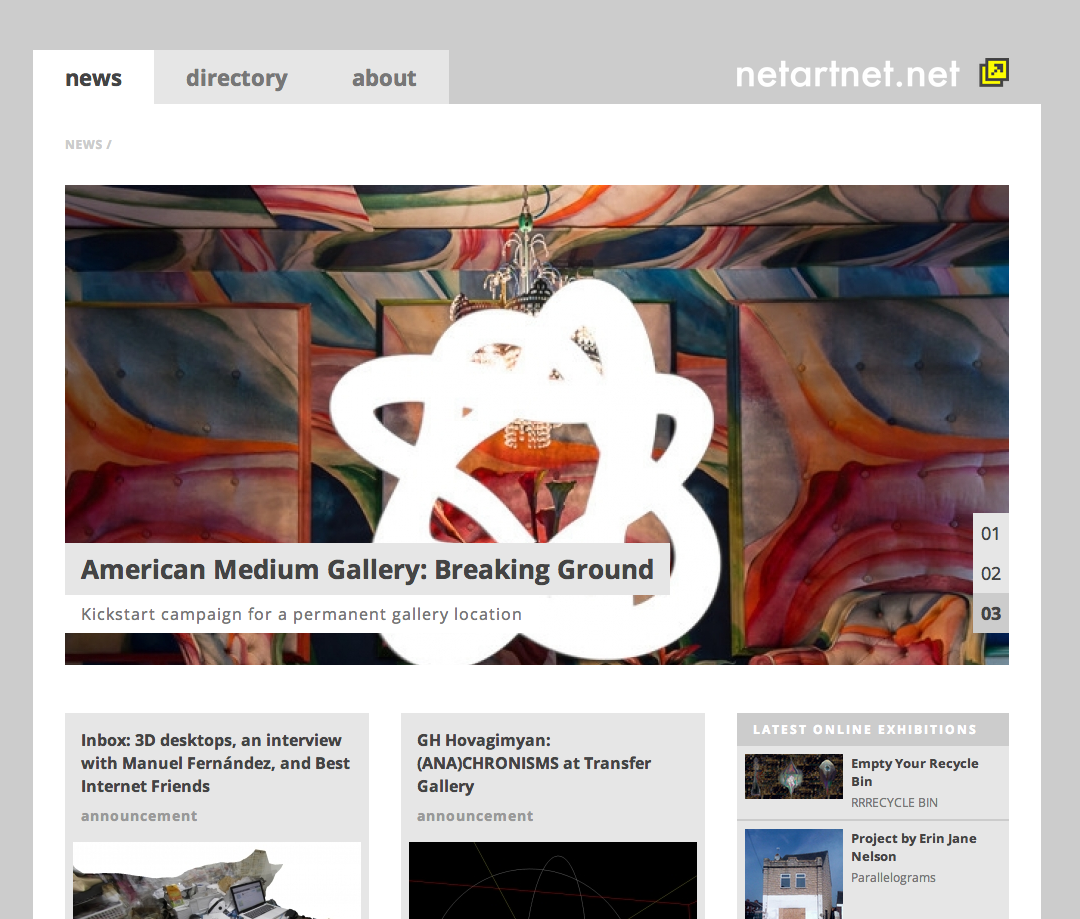 news
directory
about
netartnet.net
NEWS /
01
02
03
American Medium Gallery: Breaking Ground
Kickstart campaign for a permanent gallery location
Inbox: 3D desktops, an interview
with Manuel Fernández, and Best
Internet Friends
announcement
GH Hovagimyan:
(ANA)CHRONISMS at Transfer
Gallery
announcement
LATEST ONLINE EXHIBITIONS
Empty Your Recycle
Bin
RRRECYCLE BIN
Project by Erin Jane
Nelson
Parallelograms